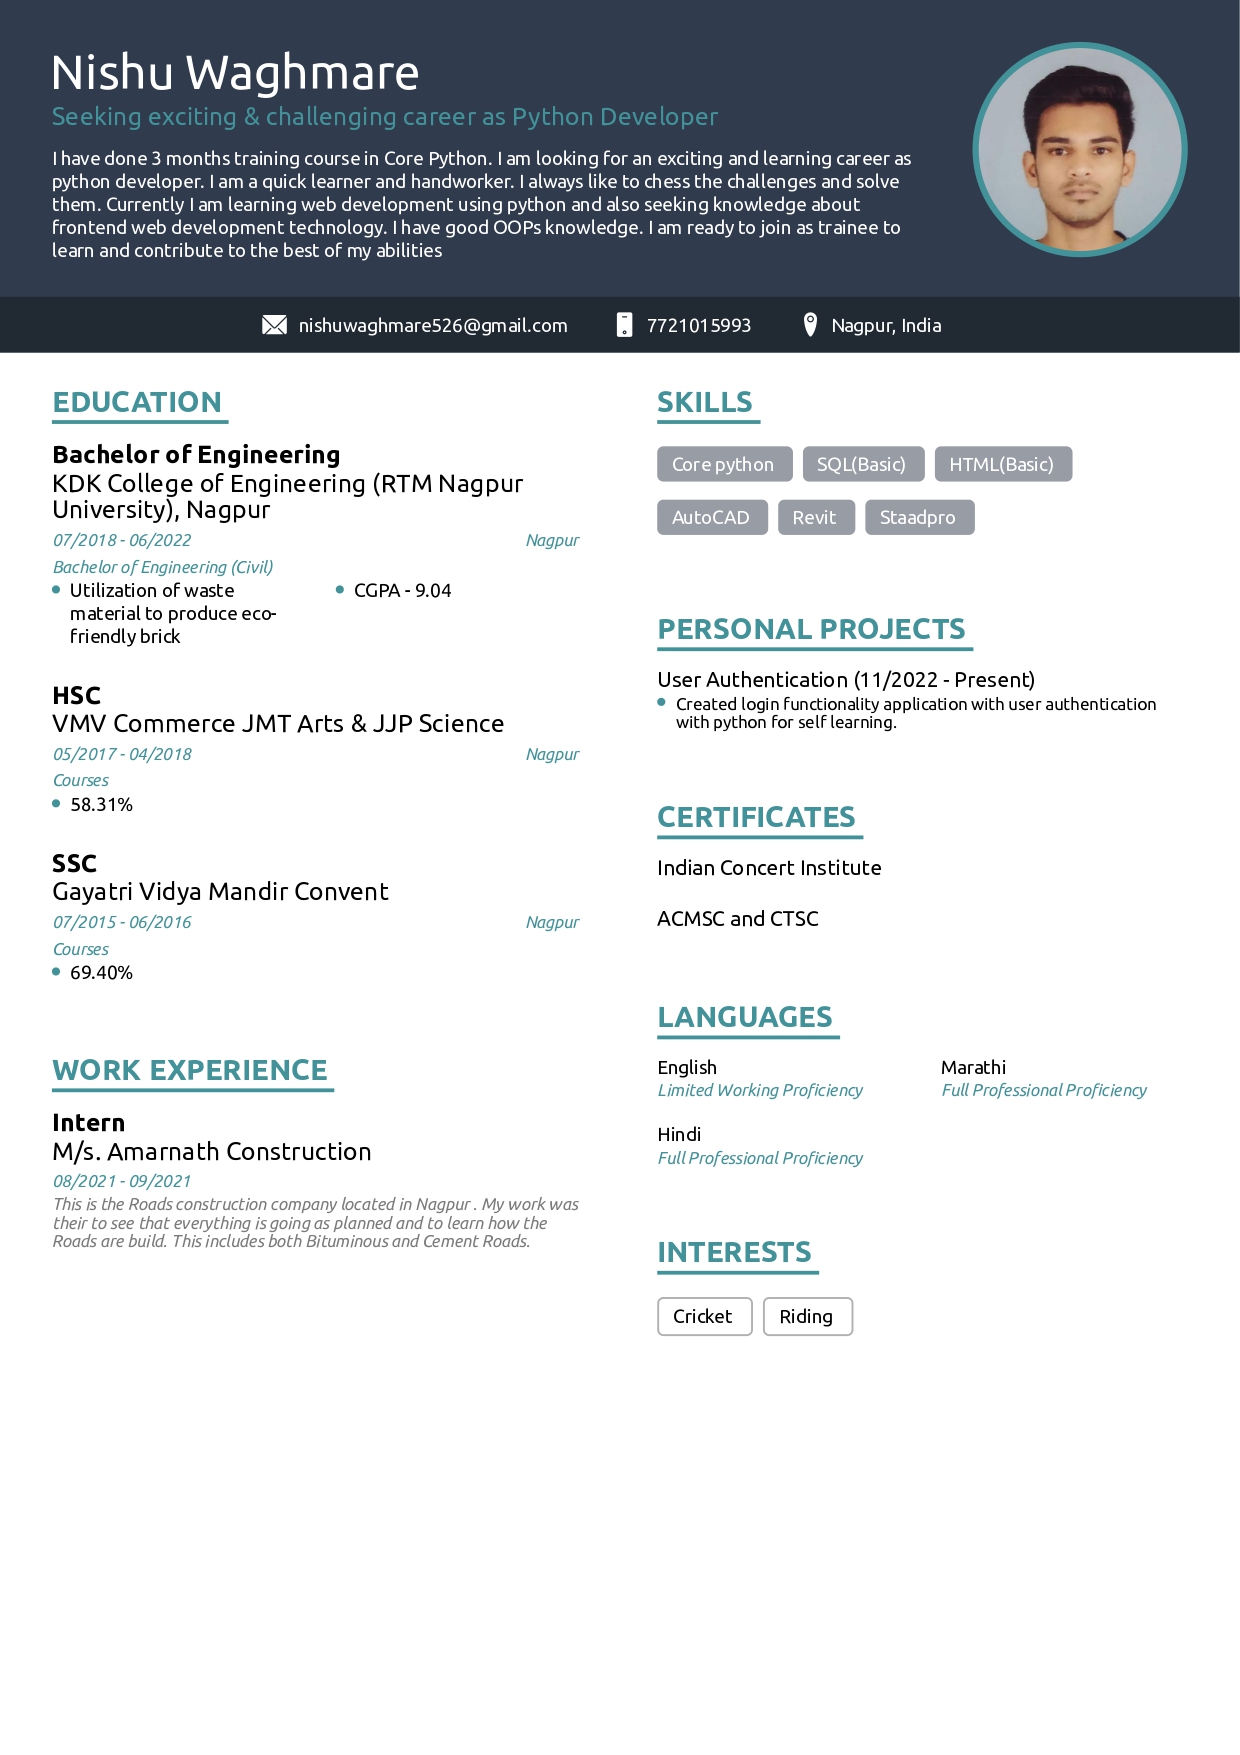 Nishu Waghmare
Seeking exciting & challenging career as Python Developer
I have done 3 months training course in Core Python. I am looking for an exciting and learning career as
python developer. I am a quick learner and handworker. I always like to chess the challenges and solve
them. Currently I am learning web development using python and also seeking knowledge about
frontend web development technology. I have good OOPs knowledge. I am ready to join as trainee to
learn and contribute to the best of my abilities
nishuwaghmare526@gmail.com
7721015993
Nagpur, India
EDUCATION
Bachelor of Engineering
KDK College of Engineering (RTM Nagpur
University), Nagpur
07/2018 - 06/2022 Nagpur
Bachelor of Engineering (Civil)
Utilization of waste
material to produce eco-
friendly brick
CGPA - 9.04
HSC
VMV Commerce JMT Arts & JJP Science
05/2017 - 04/2018 Nagpur
Courses
58.31%
SSC
Gayatri Vidya Mandir Convent
07/2015 - 06/2016 Nagpur
Courses
69.40%
WORK EXPERIENCE
Intern
M/s. Amarnath Construction
08/2021 - 09/2021
This is the Roads construction company located in Nagpur . My work was
their to see that everything is going as planned and to learn how the
Roads are build. This includes both Bituminous and Cement Roads.
SKILLS
Core python SQL(Basic) HTML(Basic)
AutoCAD Revit Staadpro
PERSONAL PROJECTS
User Authentication (11/2022 - Present)
Created login functionality application with user authentication
with python for self learning.
CERTIFICATES
Indian Concert Institute
ACMSC and CTSC
LANGUAGES
English
Limited Working Proficiency
Marathi
Full Professional Proficiency
Hindi
Full Professional Proficiency
INTERESTS
Cricket Riding